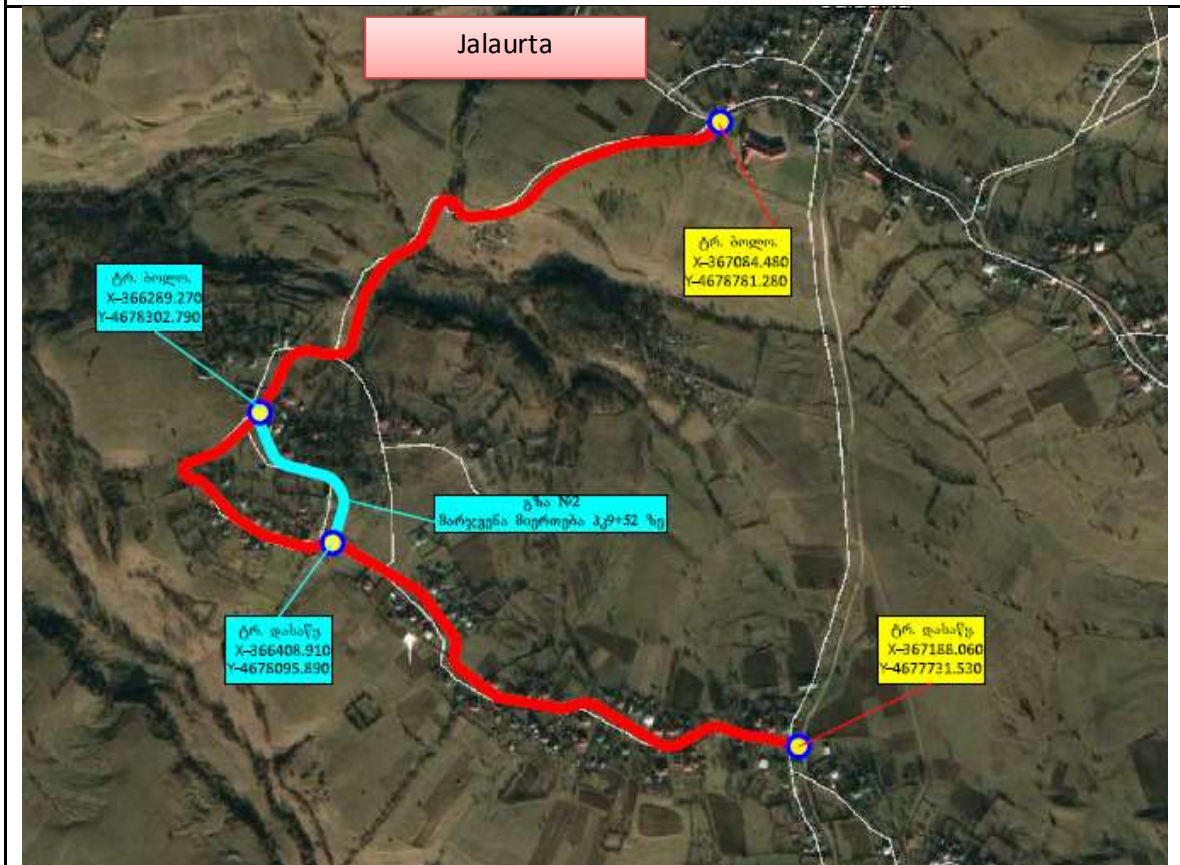 Jalaurta
ტრ. ბოლო.
X–367084.480
Y–4678781.280
ტრ. ბოლო.
X–366289.270
Y–4678302.790
გზა №2
მარჯვენა მიერთება პკ9+52 ზე
ტრ. დასაწყ.
X–366408.910
Y–4678095.890
ტრ. დასაწყ.
X–367188.060
Y–4677731.530